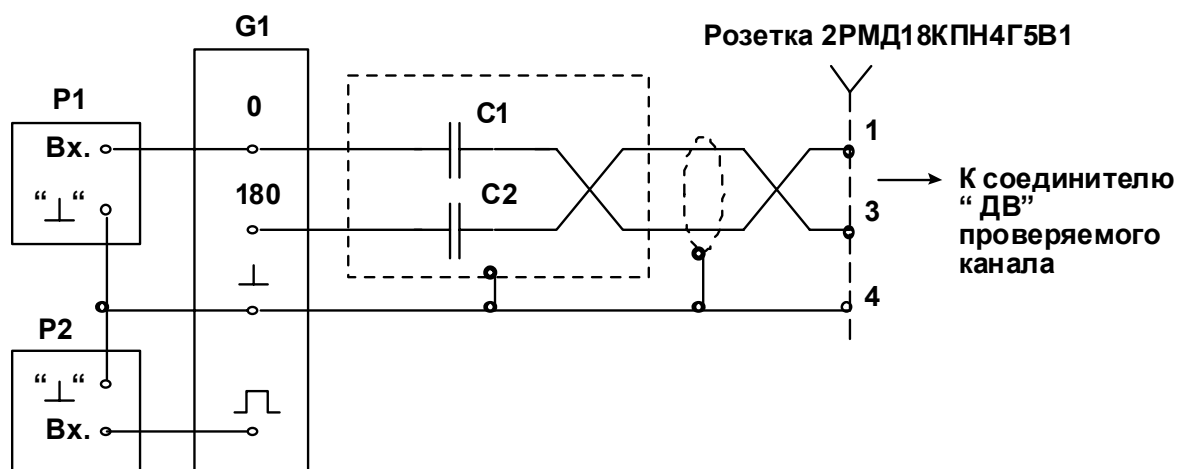 G1
Розетка 2РМД18КПН4Г5В1
P1
0
C1
Вх.
1
“⊥“
180
C2
3
К соединителю
“ ДВ”
проверяемого
канала
⊥
4
P2
“⊥“
Вх.